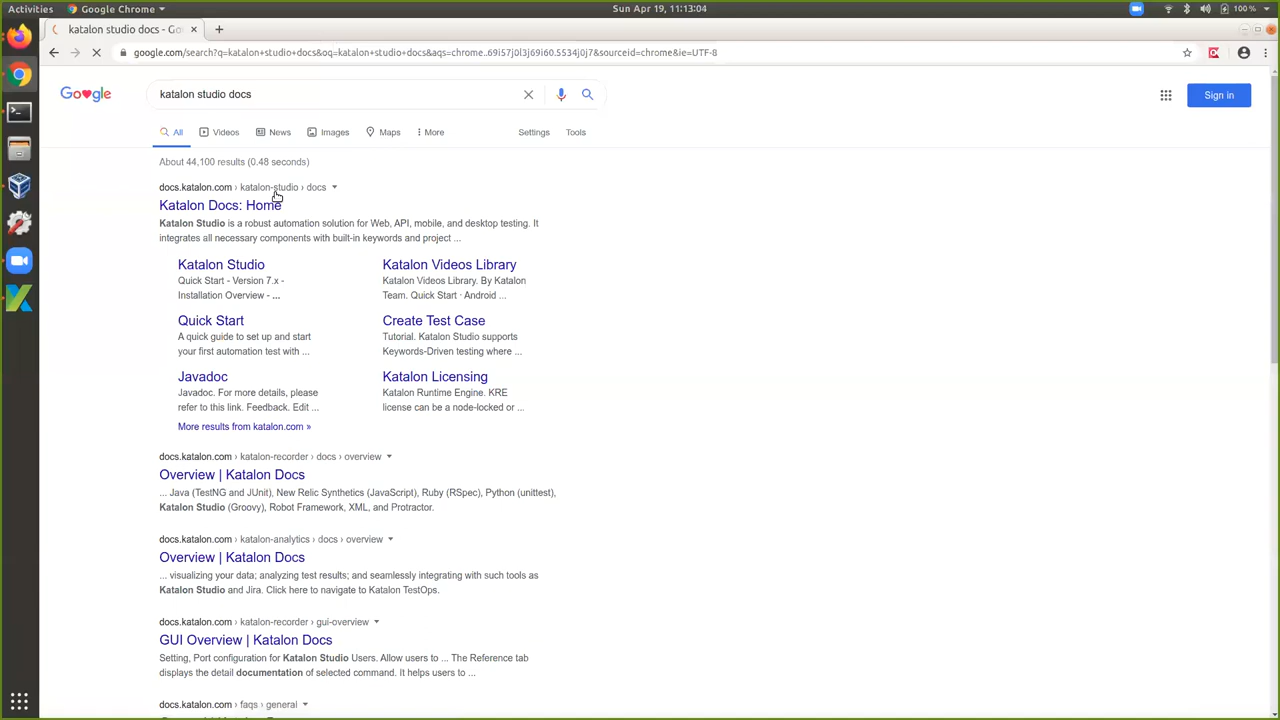 Activities Google Chrome Sun Apr 19, 11:13:04 100 %
katalon studio docs - Go
google.com/search?q=katalon+studio+docs&oq=katalon+studio+docs&aqs=chrome..69i57j0l3j69i60.5534j0j7&sourceid=chrome&ie=UTF-8
katalon studio docs
Sign in
All Videos News Images Maps More Settings Tools
About 44,100 results (0.48 seconds)
docs.katalon.com › katalon-studio › docs
Katalon Docs: Home
Katalon Studio is a robust automation solution for Web, API, mobile, and desktop testing. It
integrates all necessary components with built-in keywords and project ...
Katalon Studio
Quick Start - Version 7.x -
Installation Overview - ...
Katalon Videos Library
Katalon Videos Library. By Katalon
Team. Quick Start · Android ...
Quick Start
A quick guide to set up and start
your first automation test with ...
Create Test Case
Tutorial. Katalon Studio supports
Keywords-Driven testing where ...
Javadoc
Javadoc. For more details, please
refer to this link. Feedback. Edit ...
Katalon Licensing
Katalon Runtime Engine. KRE
license can be a node-locked or ...
More results from katalon.com »
docs.katalon.com › katalon-recorder › docs › overview
Overview | Katalon Docs
... Java (TestNG and JUnit), New Relic Synthetics (JavaScript), Ruby (RSpec), Python (unittest),
Katalon Studio (Groovy), Robot Framework, XML, and Protractor.
docs.katalon.com › katalon-analytics › docs › overview
Overview | Katalon Docs
... visualizing your data; analyzing test results; and seamlessly integrating with such tools as
Katalon Studio and Jira. Click here to navigate to Katalon TestOps.
docs.katalon.com › katalon-recorder › gui-overview
GUI Overview | Katalon Docs
Setting, Port configuration for Katalon Studio Users. Allow users to ... The Reference tab
displays the detail documentation of selected command. It helps users to ...
docs.katalon.com › faqs › general